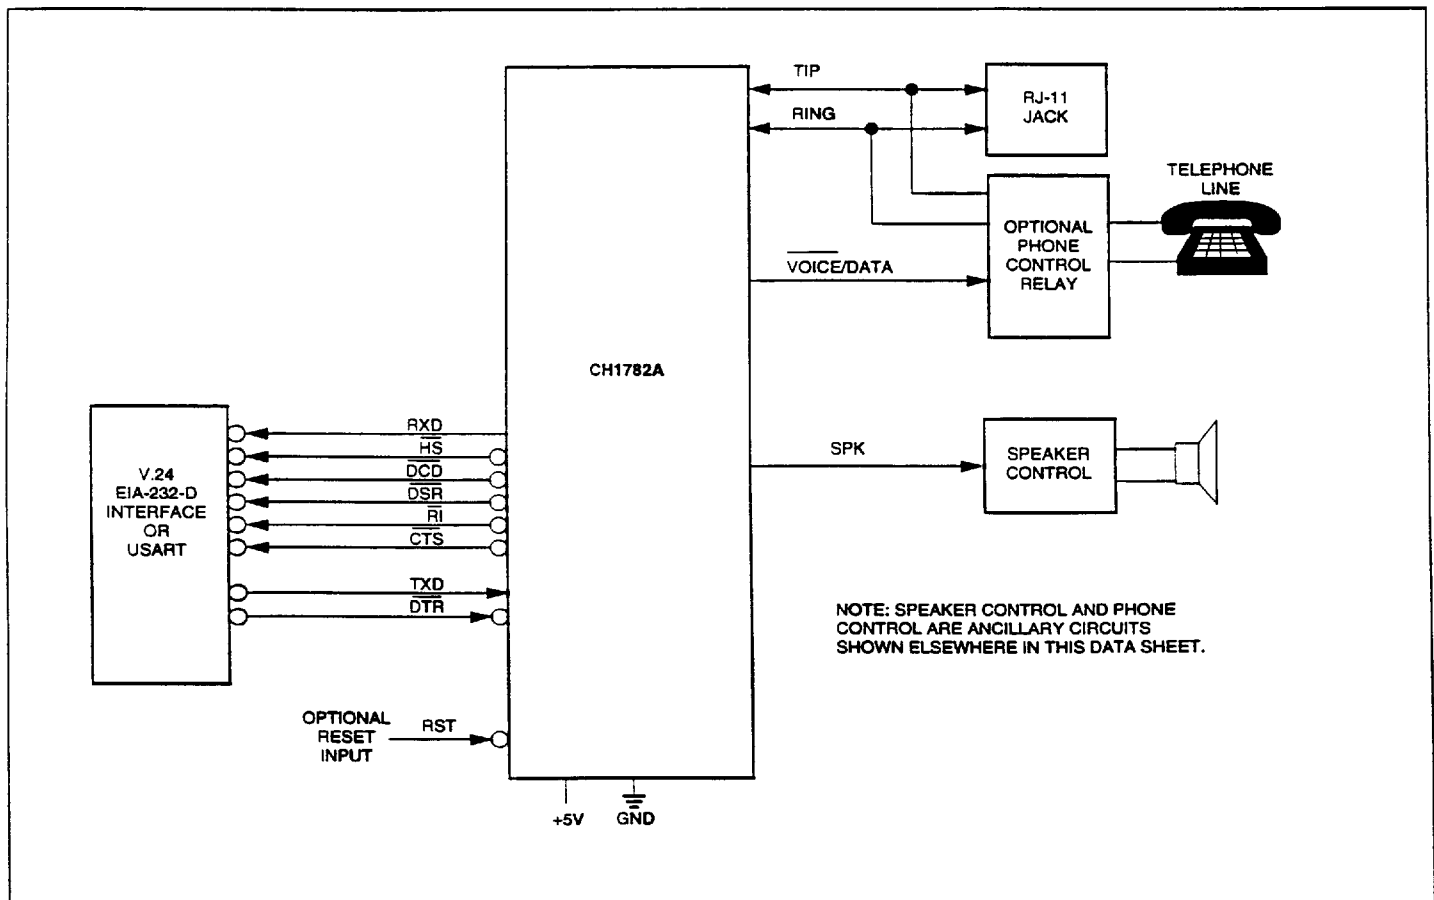 TIP
RING
RJ-11
JACK
TELEPHONE
LINE
OPTIONAL
PHONE
CONTROL
RELAY
VOICE/DATA
CH1782A
RXD
HS
DCD
DSR
RI
CTS
TXD
DTR
V.24
EIA-232-D
INTERFACE
OR
USART
SPK
SPEAKER
CONTROL
NOTE: SPEAKER CONTROL AND PHONE
CONTROL ARE ANCILLARY CIRCUITS
SHOWN ELSEWHERE IN THIS DATA SHEET.
OPTIONAL
RESET
INPUT
RST
+5V
GND